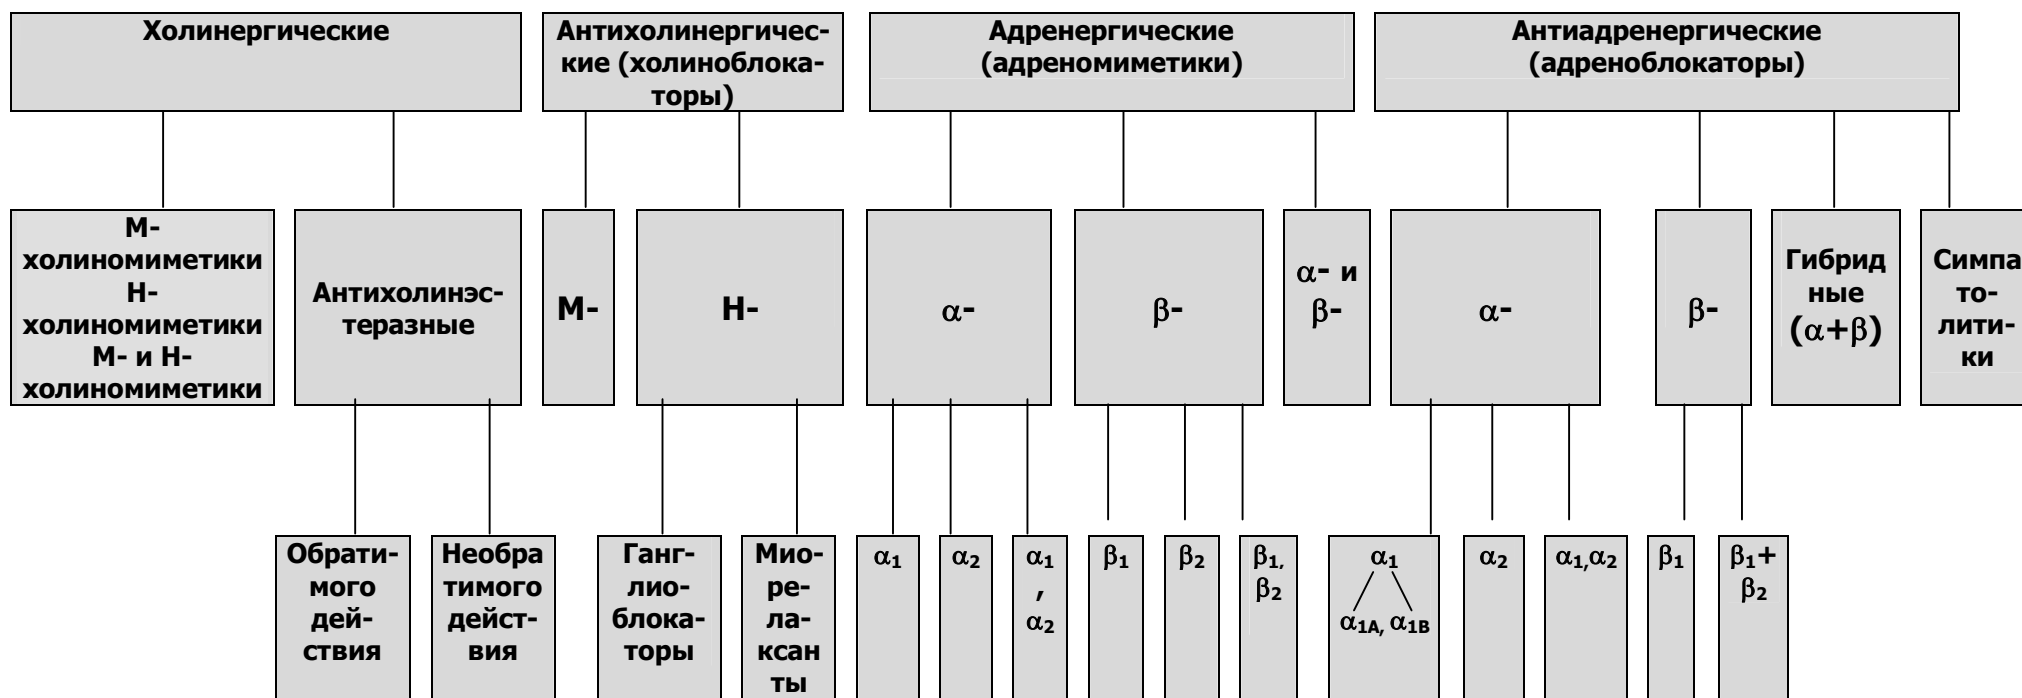 Холинергические
Антихолинергичес-
кие (холиноблока-
торы)
Адренергические
(адреномиметики)
Антиадренергические
(адреноблокаторы)
М-
холиномиметики
Н-
холиномиметики
М- и Н-
холиномиметики
Антихолинэс-
теразные
М-
Н-
α-
β-
α- и
β-
α-
β-
Гибрид
ные
(α+β)
Симпа
то-
лити-
ки
Обрати-
мого
дей-
ствия
Необра
тимого
дейст-
вия
Ганг-
лио-
блока-
торы
Мио-
ре-
ла-
ксан
ты
α₁
α₂
α₁
,
α₂
β₁
β₂
β₁,
β₂
α₁
α₁A, α₁B
α₂
α₁,α₂
β₁
β₁+
β₂